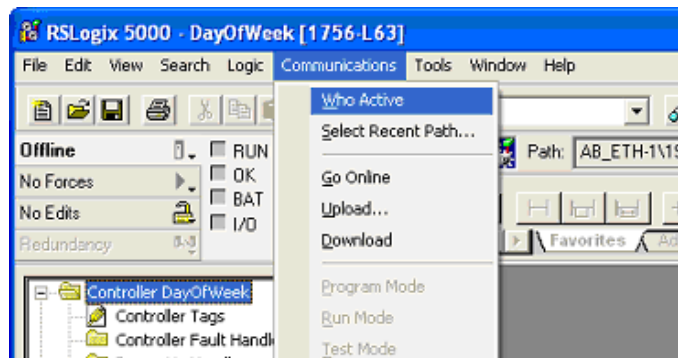 RSLogix 5000 - DayOfWeek [1756-L63]
File Edit View Search Logic Communications Tools Window Help
Who Active
Select Recent Path...
Offline RUN Path: AB_ETH-1\1
No Forces OK Go Online
BAT Upload...
No Edits I/O
Redundancy Download Favorites Ad
Program Mode
Controller DayOfWeek
Controller Tags Run Mode
Controller Fault Handl
Test Mode